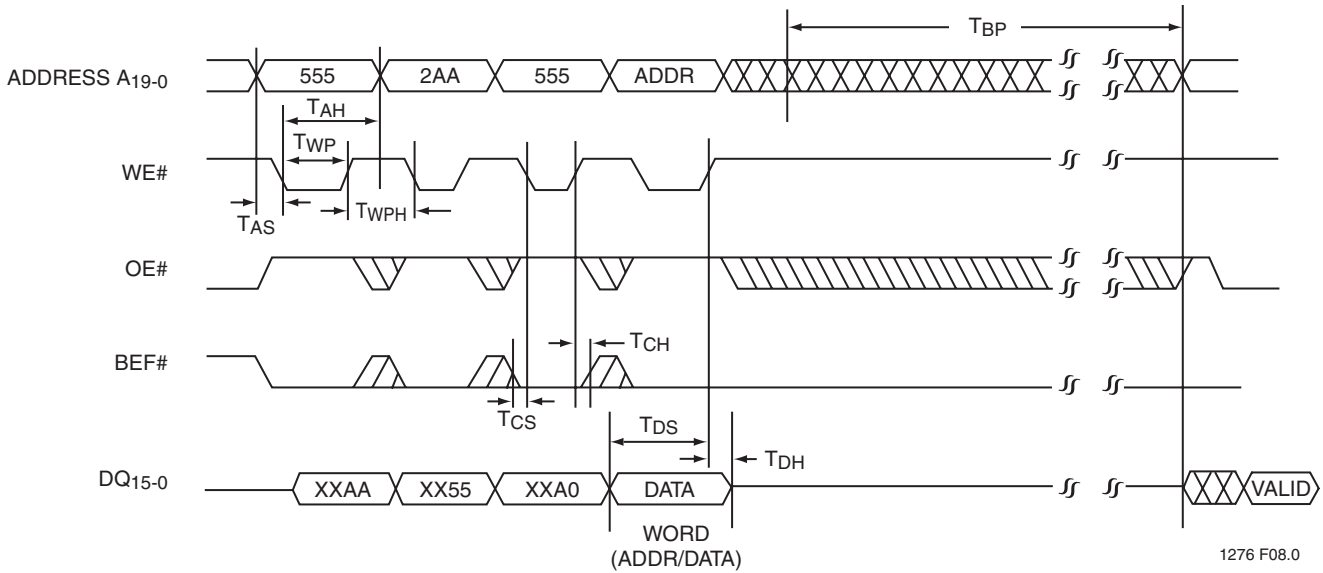 TBP
ADDRESS A19-0
555
2AA
555
ADDR
TAH
TWP
WE#
TAS
TWPH
OE#
BEF#
TCH
TCS
TDS
TDH
DQ15-0
XXAA
XX55
XXA0
DATA
VALID
WORD
(ADDR/DATA)
1276 F08.0